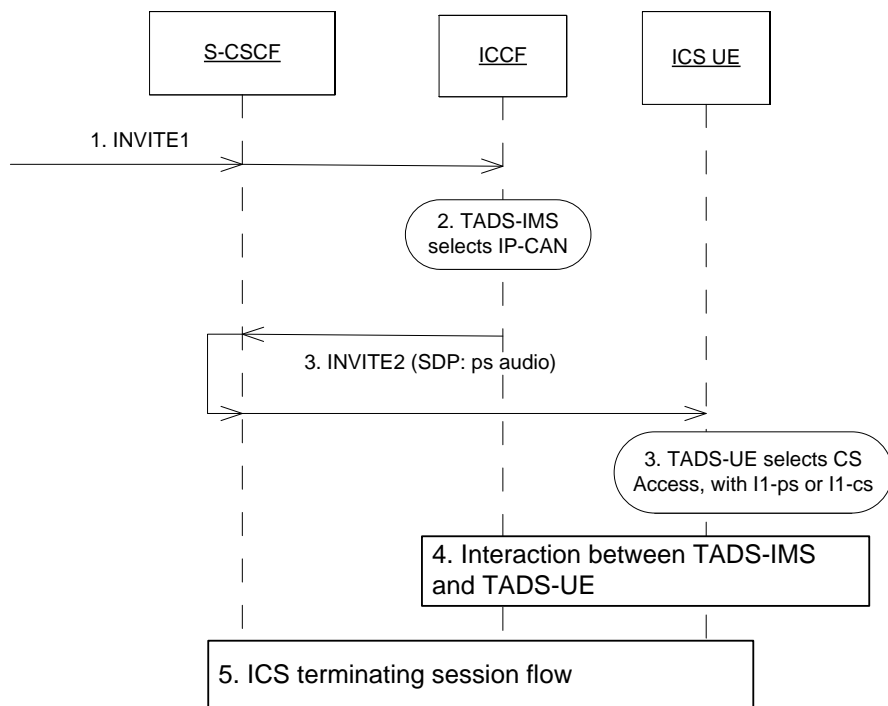 S-CSCF
ICCF
ICS UE
1. INVITE1
2. TADS-IMS
selects IP-CAN
3. INVITE2 (SDP: ps audio)
3. TADS-UE selects CS
Access, with I1-ps or I1-cs
4. Interaction between TADS-IMS
and TADS-UE
5. ICS terminating session flow